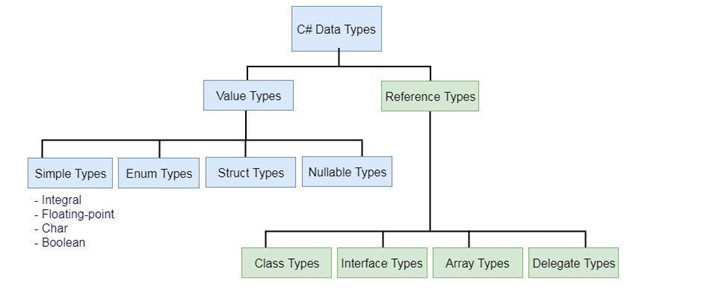 C# Data Types
Value Types
Reference Types
Simple Types
Enum Types
Struct Types
Nullable Types
- Integral
- Floating-point
- Char
- Boolean
Class Types
Interface Types
Array Types
Delegate Types